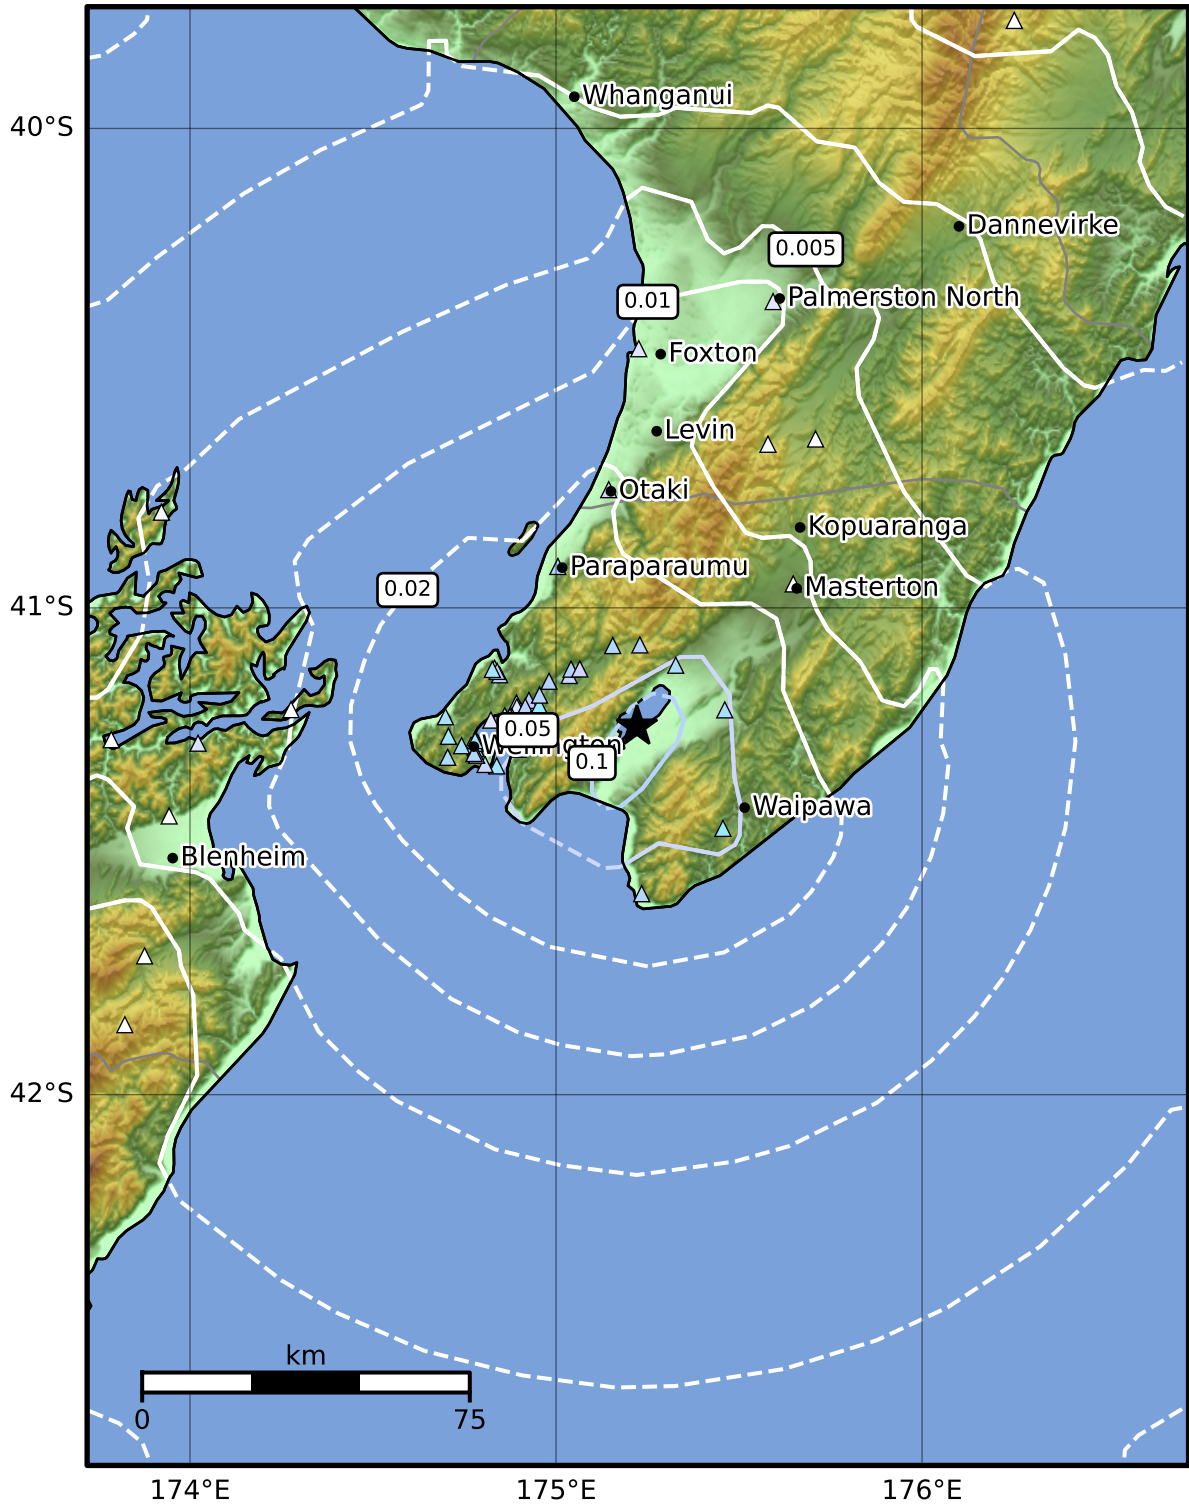 Whanganui
40°S
Dannevirke
0.005
0.01
Palmerston North
Foxton
Levin
Otaki
Kopuaranga
Paraparaumu
0.02
Masterton
41°S
0.05
Wellington
0.1
Waipawa
Blenheim
42°S
km
0
75
174°E
175°E
176°E